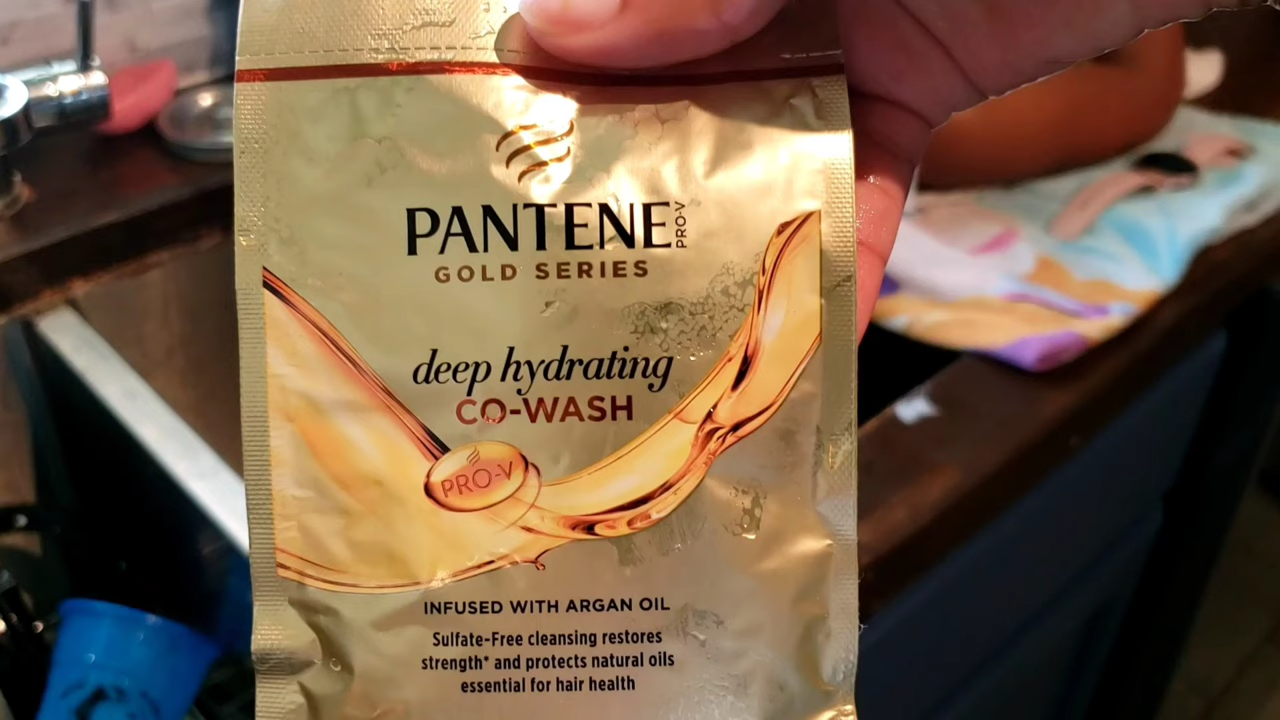 PANTENE PRO-V
GOLD SERIES
deep hydrating
CO-WASH
PRO-V
INFUSED WITH ARGAN OIL
Sulfate-Free cleansing restores
strength* and protects natural oils
essential for hair health